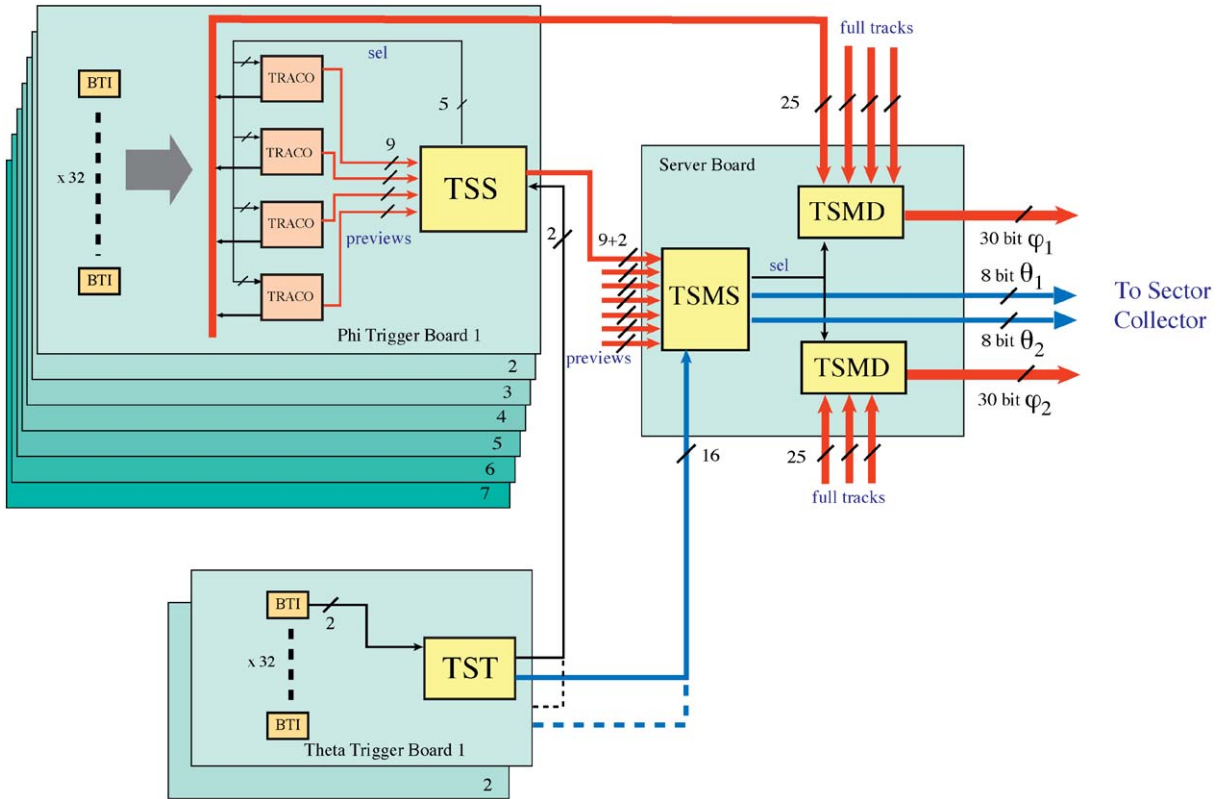 full tracks
sel
BTI
TRACO
5
25
x 32
TRACO
9
Server Board
TSS
TSMD
TRACO
previews
2
9+2
30 bit φ1
sel
8 bit θ1
BTI
TRACO
TSMS
To Sector
Collector
Phi Trigger Board 1
8 bit θ2
previews
2
TSMD
3
30 bit φ2
4
5
16
25
6
7
full tracks
BTI
2
x 32
TST
BTI
Theta Trigger Board 1
2